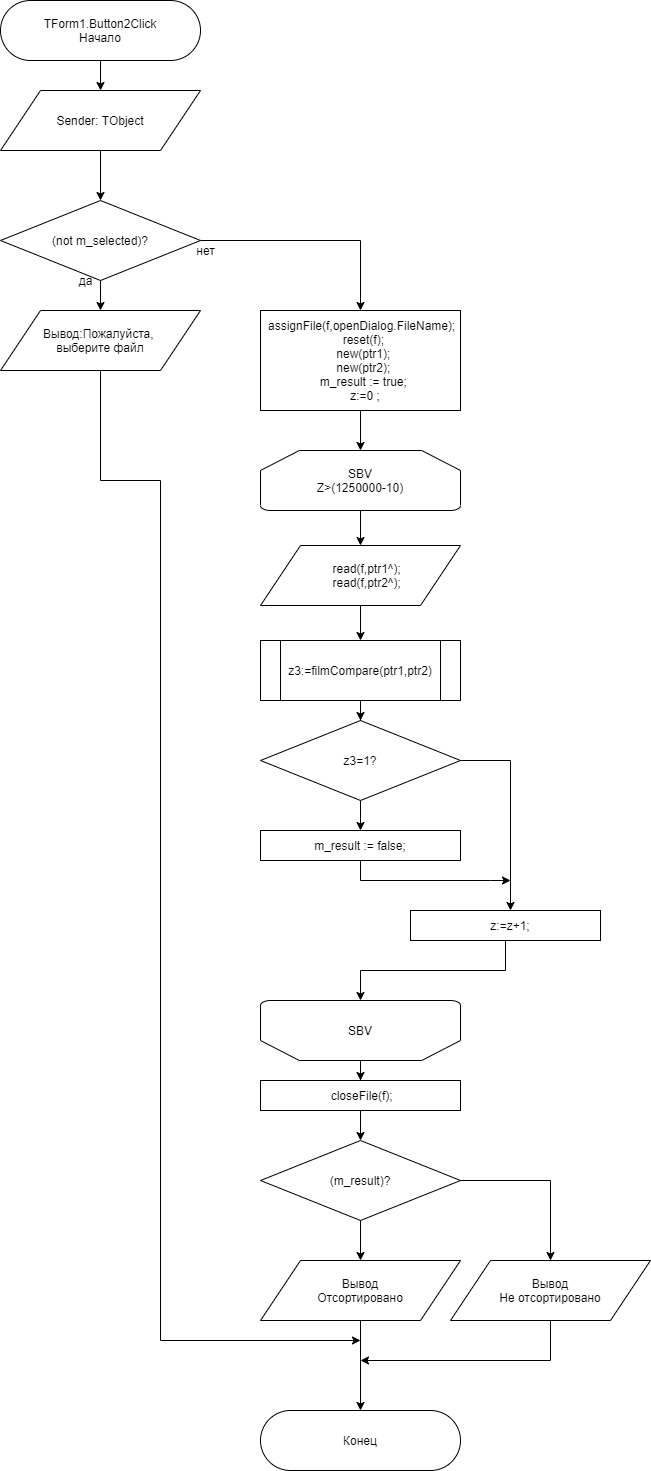 TForm1.Button2Click
Начало
Sender: TObject
(not m_selected)?
нет
да
Вывод:Пожалуйста,
выберите файл
assignFile(f,openDialog.FileName);
reset(f);
new(ptr1);
new(ptr2);
m_result := true;
z:=0 ;
SBV
Z>(1250000-10)
read(f,ptr1^);
read(f,ptr2^);
z3:=filmCompare(ptr1,ptr2)
z3=1?
m_result := false;
z:=z+1;
SBV
closeFile(f);
(m_result)?
Вывод
Отсортировано
Вывод
Не отсортировано
Конец